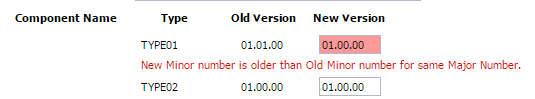 Component Name Type Old Version New Version
TYPE01 01.01.00 01.00.00
New Minor number is older than Old Minor number for same Major Number.
TYPE02 01.00.00 01.00.00